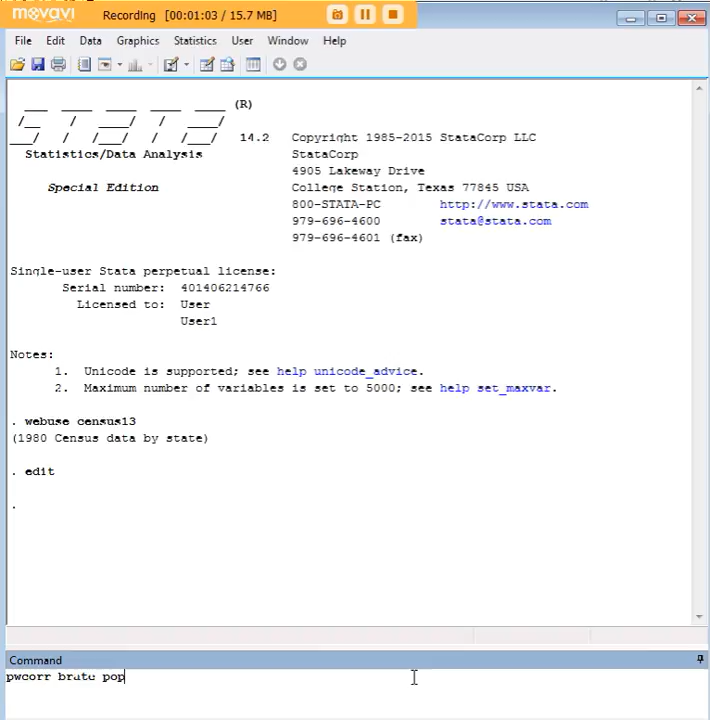 movavi Recording [00:01:03 / 15.7 MB]
File Edit Data Graphics Statistics User Window Help
(R)
STATA 14.2 Copyright 1985-2015 StataCorp LLC
Statistics/Data Analysis StataCorp
4905 Lakeway Drive
Special Edition College Station, Texas 77845 USA
800-STATA-PC http://www.stata.com
979-696-4600 stata@stata.com
979-696-4601 (fax)
Single-user Stata perpetual license:
Serial number: 401406214766
Licensed to: User
User1
Notes:
1. Unicode is supported; see help unicode_advice.
2. Maximum number of variables is set to 5000; see help set_maxvar.
. webuse census13
(1980 Census data by state)
. edit
.
Command
pwcorr brate pop